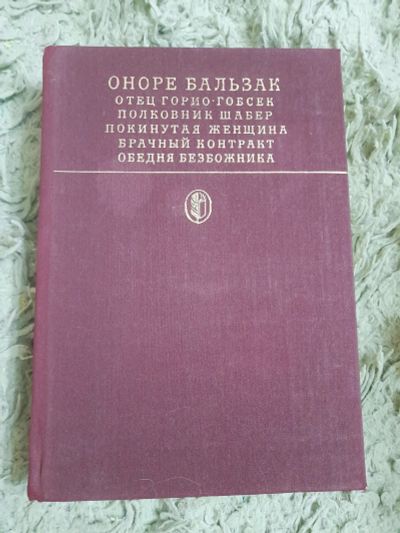 ОНОРЕ БАЛЬЗАК
ОТЕЦ ГОРИО·ГОБСЕК
ПОЛКОВНИК ШАБЕР
ПОКИНУТАЯ ЖЕНЩИНА
БРАЧНЫЙ КОНТРАКТ
ОБЕДНЯ БЕЗБОЖНИКА